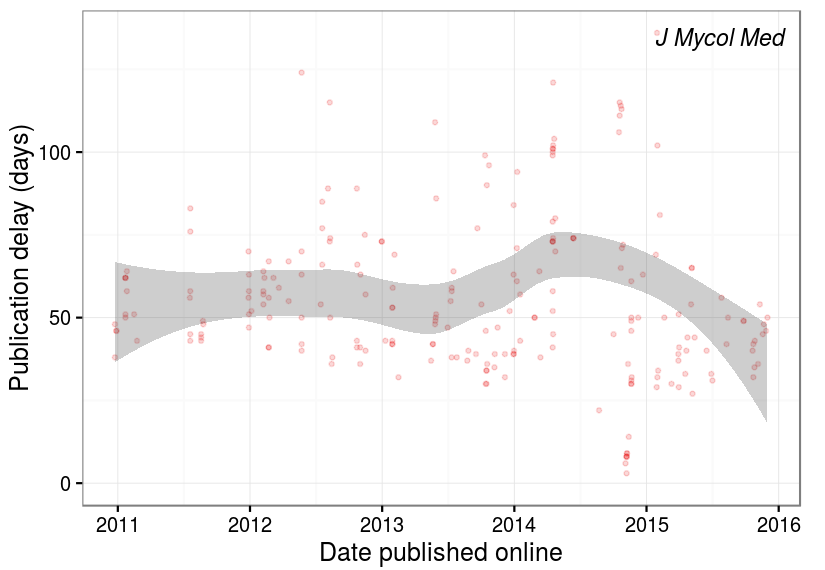 J Mycol Med
Publication delay (days)
100
50
0
2011 2012 2013 2014 2015 2016
Date published online